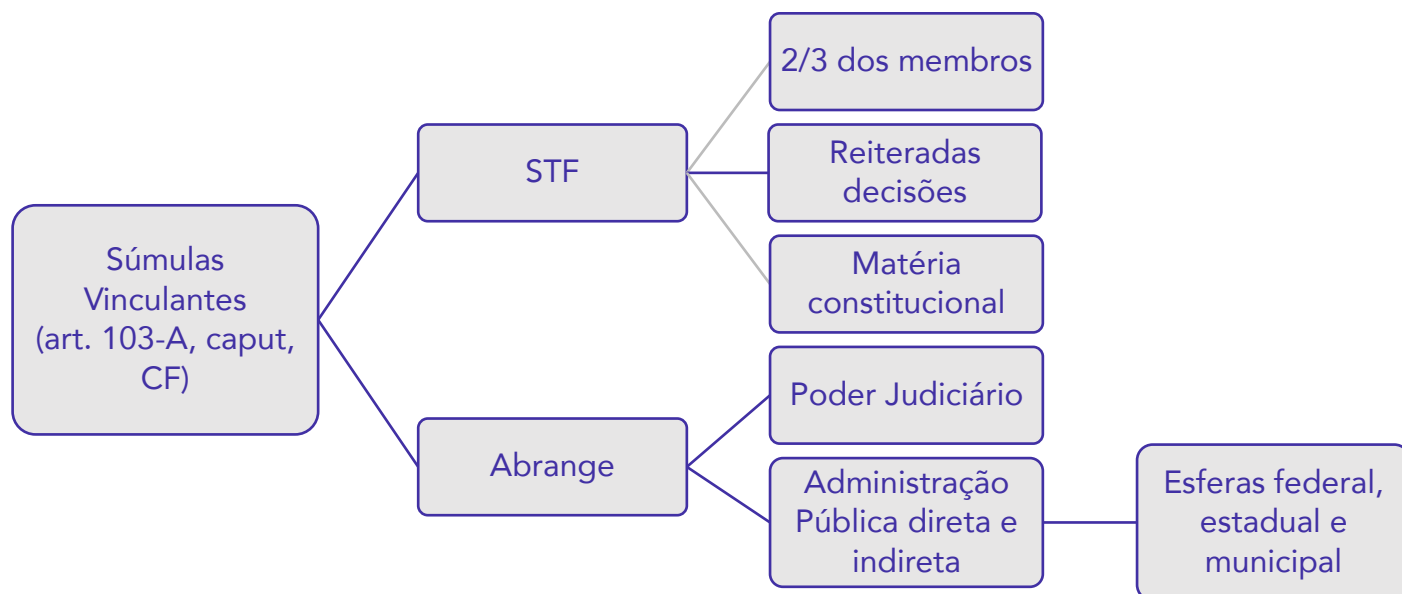 Súmulas
Vinculantes
(art. 103-A, caput,
CF)
STF
2/3 dos membros
Reiteradas
decisões
Matéria
constitucional
Abrange
Poder Judiciário
Administração
Pública direta e
indireta
Esferas federal,
estadual e
municipal